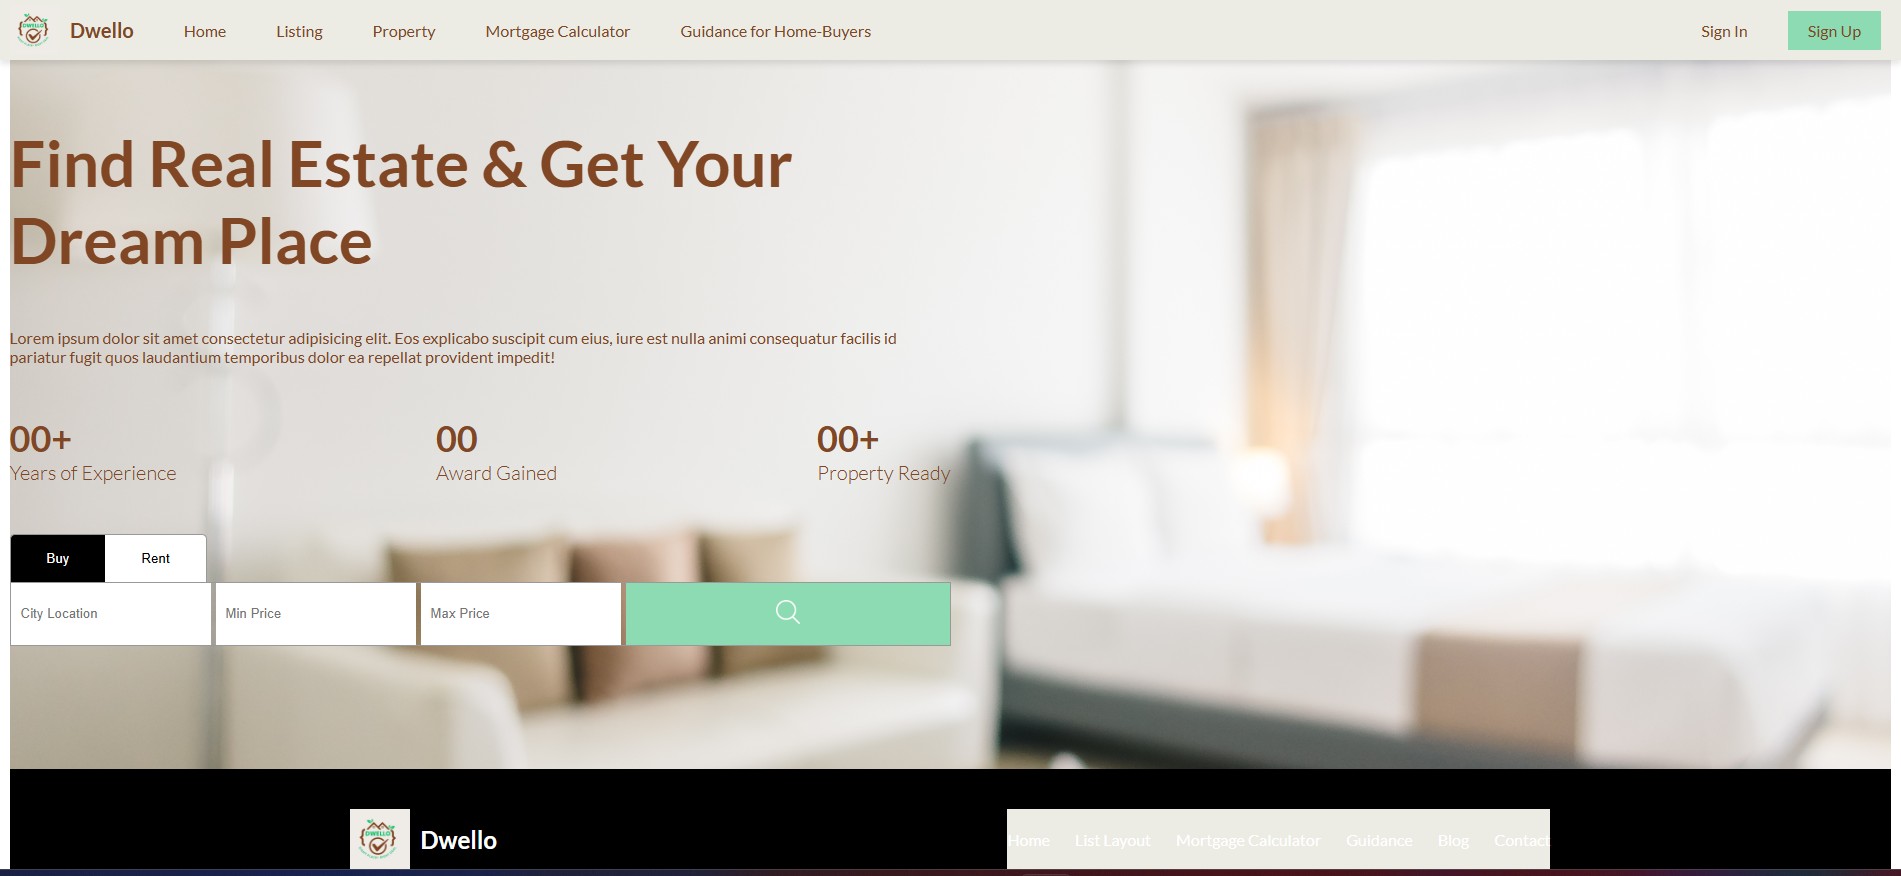 DWELLO
Dwello
Home
Listing
Property
Mortgage Calculator
Guidance for Home-Buyers
Sign In
Sign Up
Find Real Estate & Get Your
Dream Place
Lorem ipsum dolor sit amet consectetur adipisicing elit. Eos explicabo suscipit cum eius, iure est nulla animi consequatur facilis id
pariatur fugit quos laudantium temporibus dolor ea repellat provident impedit!
00+
Years of Experience
00
Award Gained
00+
Property Ready
Buy
Rent
City Location
Min Price
Max Price
DWELLO
Dwello
Home
List Layout
Mortgage Calculator
Guidance
Blog
Contact